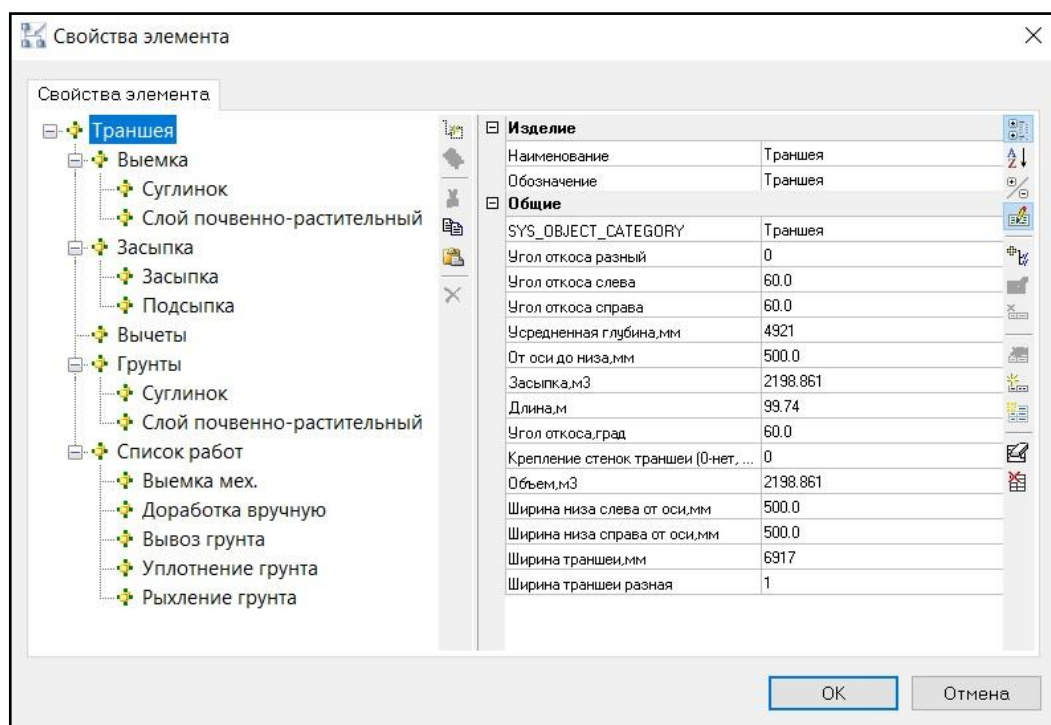 Свойства элемента
Свойства элемента
Траншея
Выемка
Суглинок
Слой почвенно-растительный
Засыпка
Засыпка
Подсыпка
Вычеты
Грунты
Суглинок
Слой почвенно-растительный
Список работ
Выемка мех.
Доработка вручную
Вывоз грунта
Уплотнение грунта
Рыхление грунта
Изделие
Наименование Траншея
Обозначение Траншея
Общие
SYS_OBJECT_CATEGORY Траншея
Угол откоса разный 0
Угол откоса слева 60.0
Угол откоса справа 60.0
Усредненная глубина,мм 4921
От оси до низа,мм 500.0
Засыпка,м3 2198.861
Длина,м 99.74
Угол откоса,град 60.0
Крепление стенок траншеи (0-нет, ... 0
Объем,м3 2198.861
Ширина низа слева от оси,мм 500.0
Ширина низа справа от оси,мм 500.0
Ширина траншеи,мм 6917
Ширина траншеи разная 1
OK Отмена